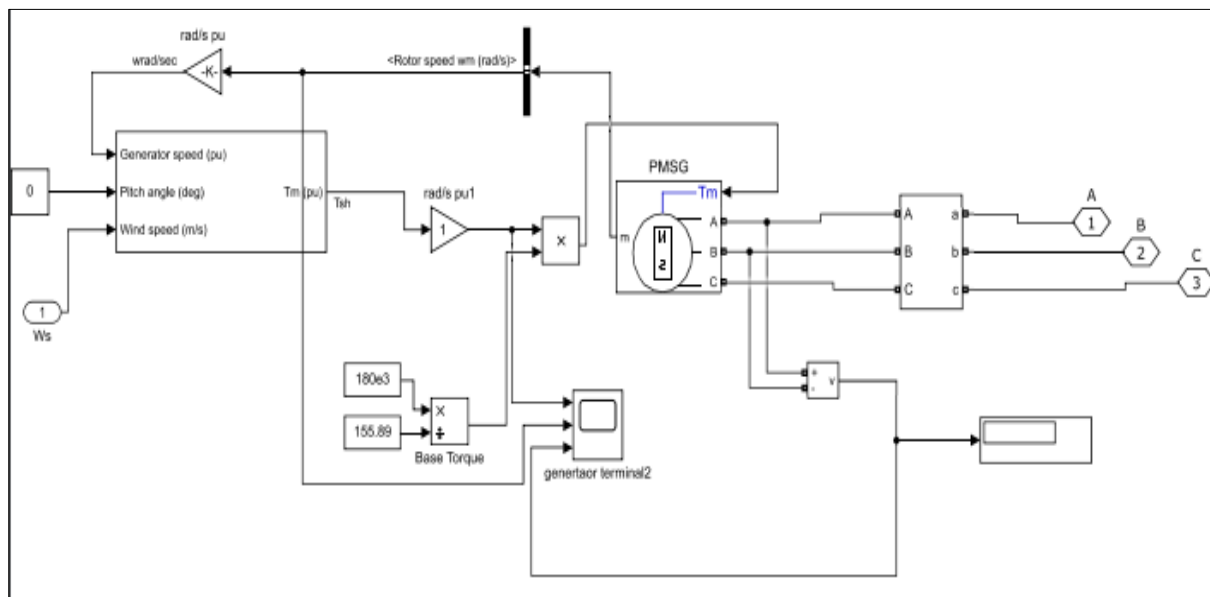 rad/s pu
wrad/sec
-K-
<Rotor speed wm (rad/s)>
Generator speed (pu)
Pitch angle (deg)
Wind speed (m/s)
Tm (pu)
Tsh
0
1
Ws
rad/s pu1
1
X
PMSG
Tm
m
N
S
A
B
C
A
B
C
a
b
c
A
1
B
2
C
3
180e3
155.89
X
÷
Base Torque
genertaor terminal2
+
-
v